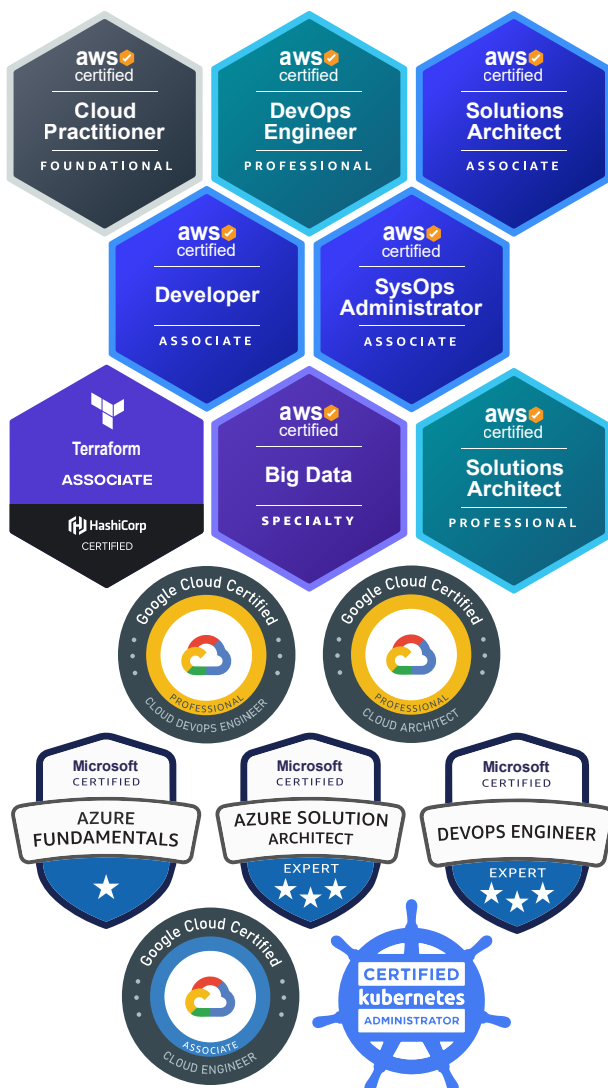 aws
certified
Cloud
Practitioner
FOUNDATIONAL
aws
certified
DevOps
Engineer
PROFESSIONAL
aws
certified
Solutions
Architect
ASSOCIATE
aws
certified
Developer
ASSOCIATE
aws
certified
SysOps
Administrator
ASSOCIATE
Terraform
ASSOCIATE
HashiCorp
CERTIFIED
aws
certified
Big Data
SPECIALTY
aws
certified
Solutions
Architect
PROFESSIONAL
Google Cloud Certified
PROFESSIONAL
CLOUD DEVOPS ENGINEER
Google Cloud Certified
PROFESSIONAL
CLOUD ARCHITECT
Microsoft
CERTIFIED
AZURE
FUNDAMENTALS
Microsoft
CERTIFIED
AZURE SOLUTION
ARCHITECT
EXPERT
Microsoft
CERTIFIED
DEVOPS ENGINEER
EXPERT
Google Cloud Certified
ASSOCIATE
CLOUD ENGINEER
CERTIFIED
kubernetes
ADMINISTRATOR